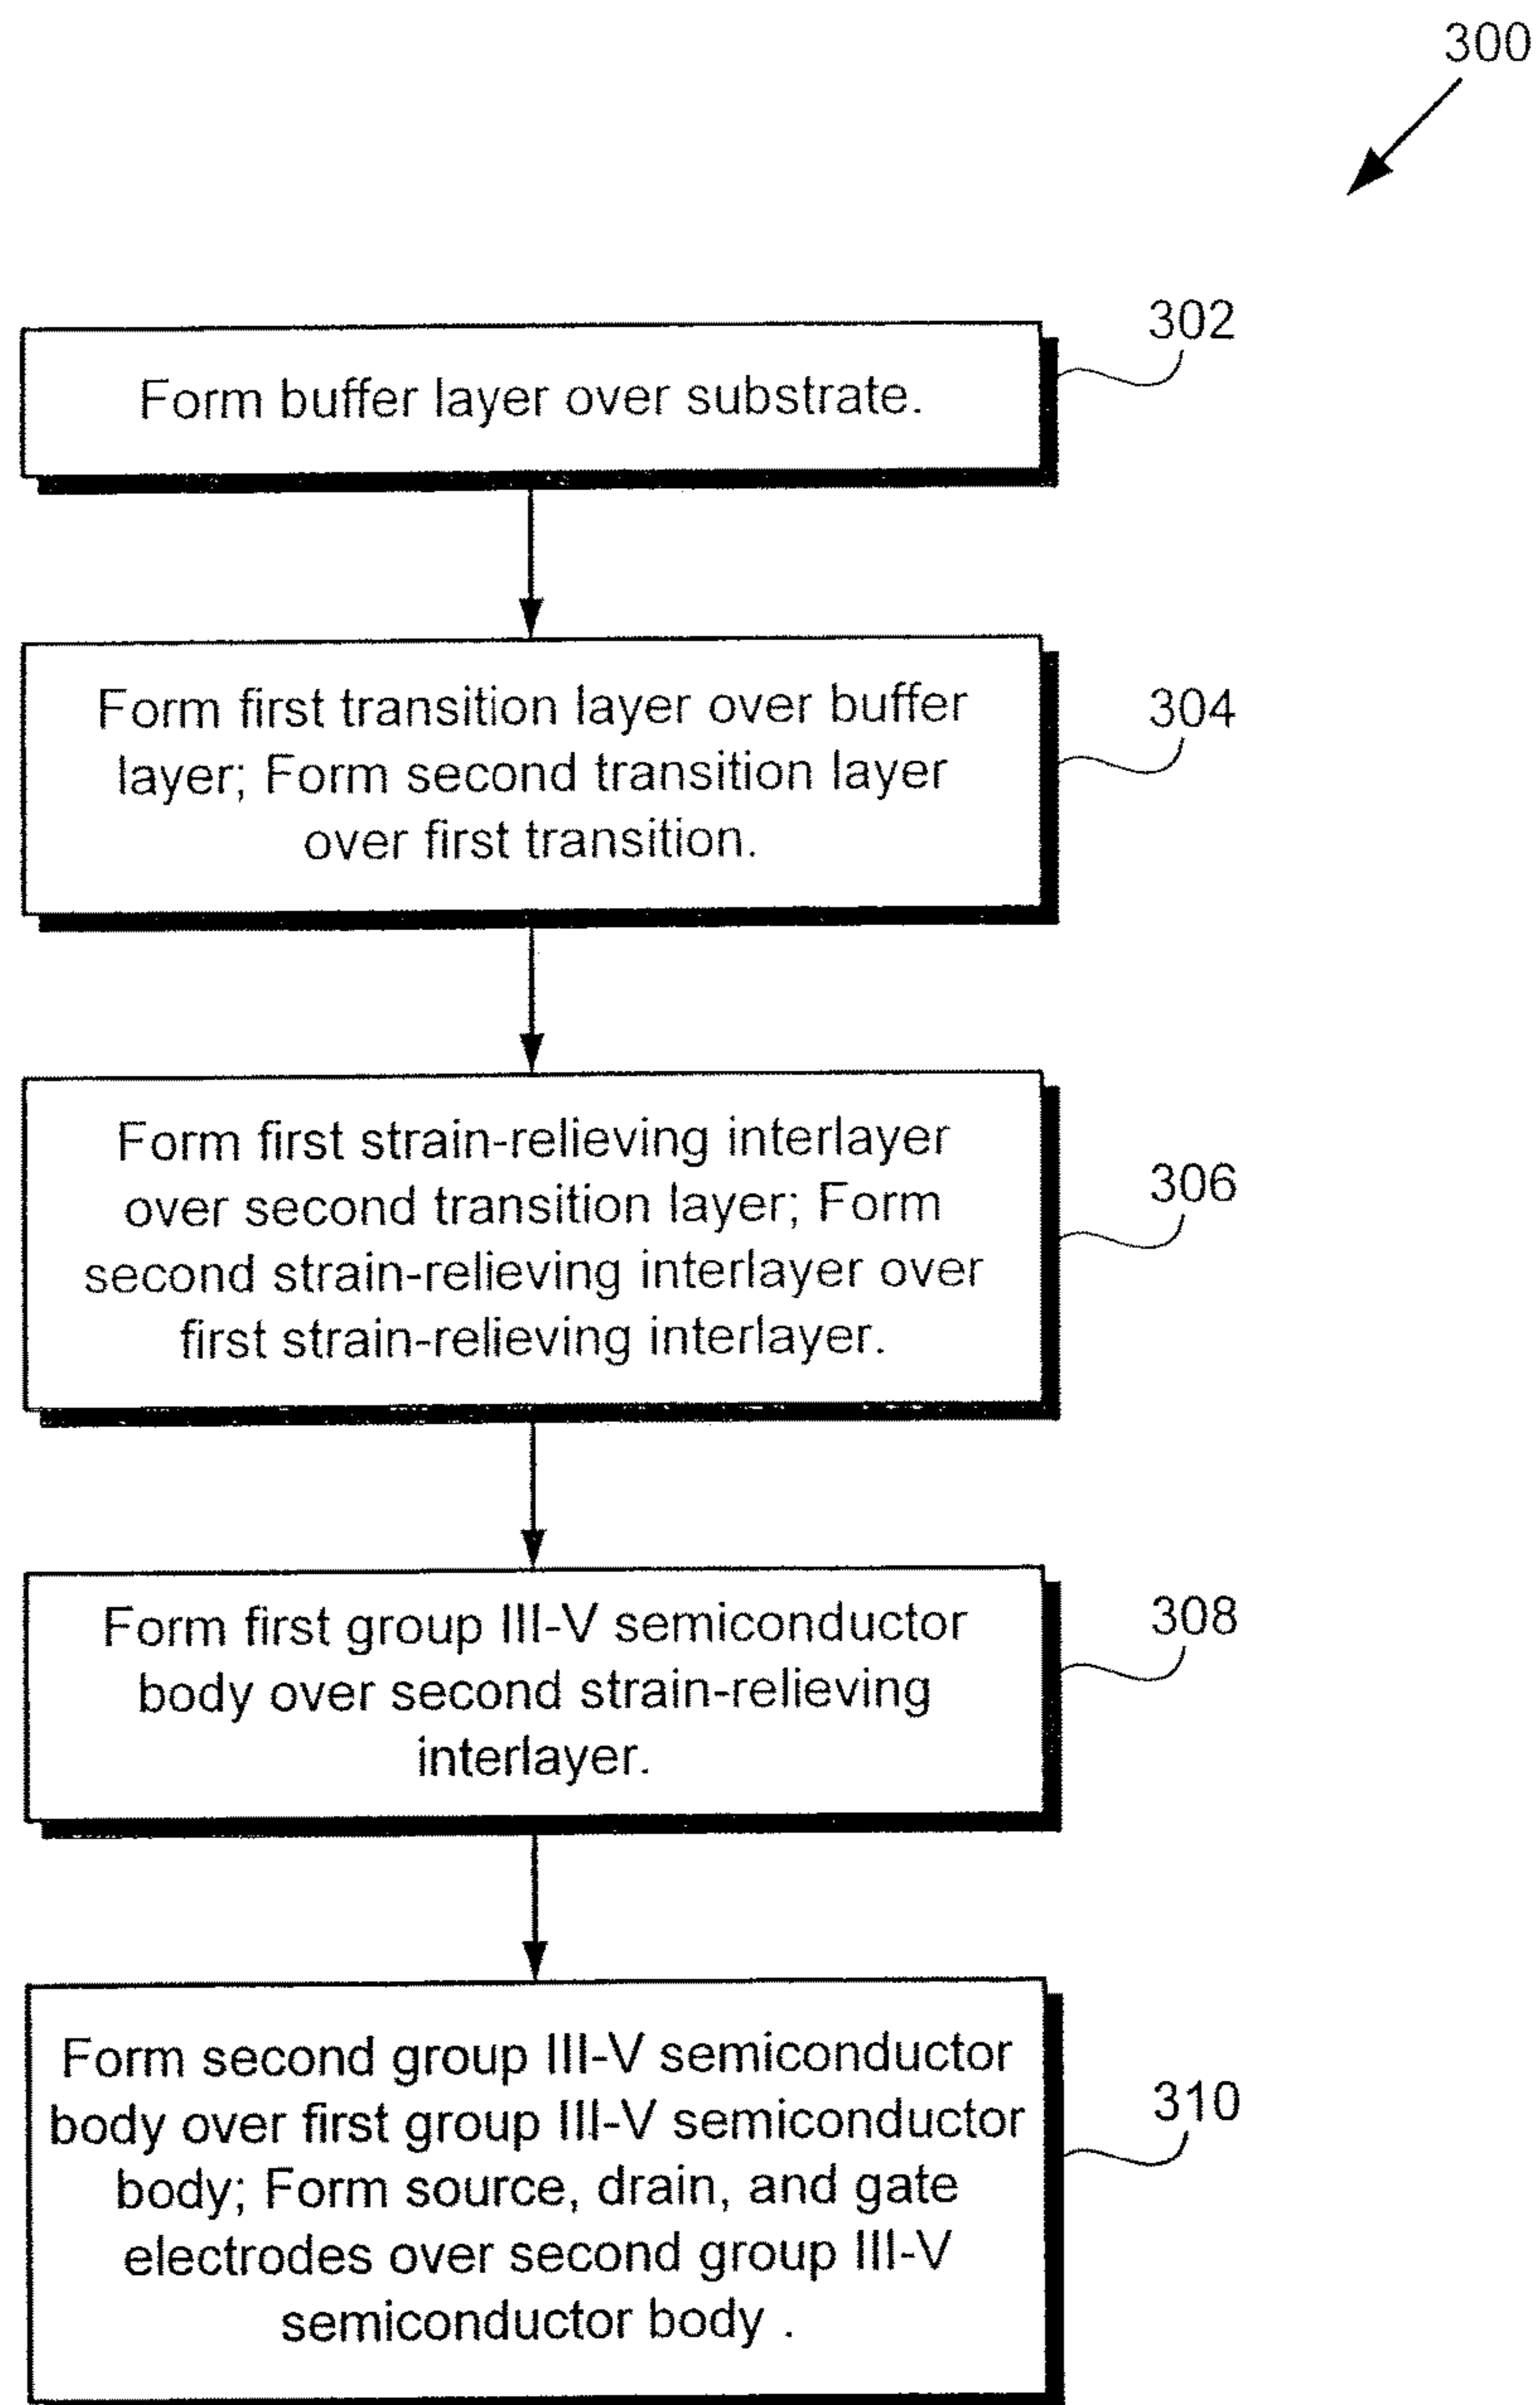 300
302
Form buffer layer over substrate.
304
Form first transition layer over buffer
layer; Form second transition layer
over first transition.
306
Form first strain-relieving interlayer
over second transition layer; Form
second strain-relieving interlayer over
first strain-relieving interlayer.
308
Form first group III-V semiconductor
body over second strain-relieving
interlayer.
310
Form second group III-V semiconductor
body over first group III-V semiconductor
body; Form source, drain, and gate
electrodes over second group III-V
semiconductor body .